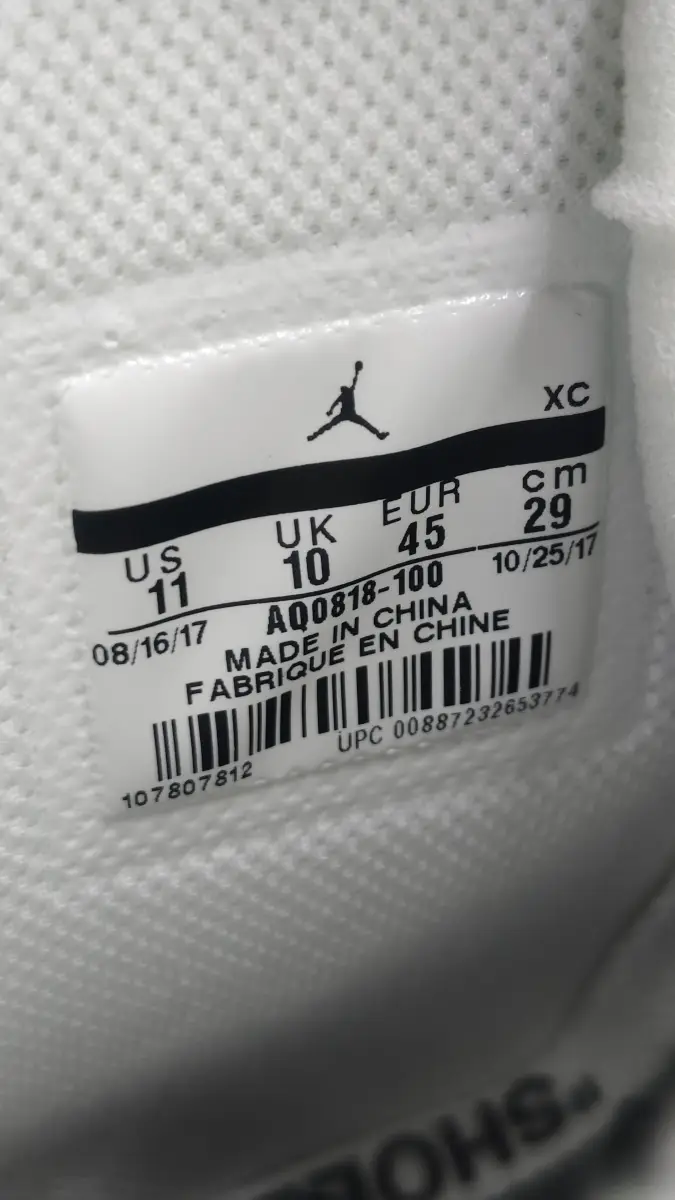 XC
US UK EUR cm
11 10 45 29
08/16/17 AQ0818-100 10/25/17
MADE IN CHINA
FABRIQUE EN CHINE
UPC 00887232653774
107807812